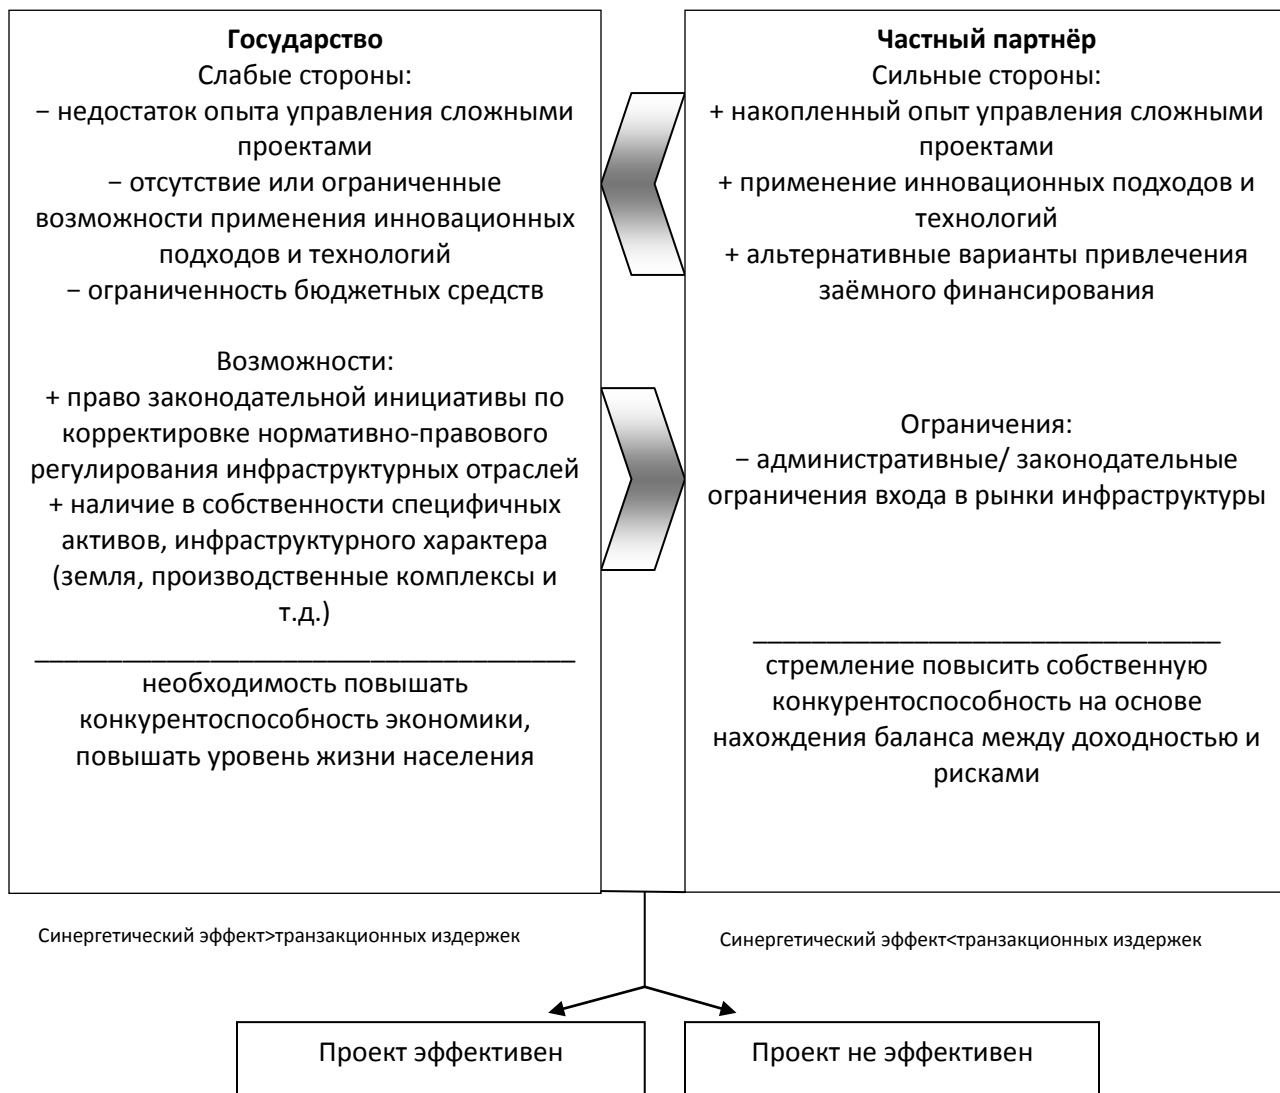 Государство
Слабые стороны:
− недостаток опыта управления сложными
проектами
− отсутствие или ограниченные
возможности применения инновационных
подходов и технологий
− ограниченность бюджетных средств
Возможности:
+ право законодательной инициативы по
корректировке нормативно-правового
регулирования инфраструктурных отраслей
+ наличие в собственности специфичных
активов, инфраструктурного характера
(земля, производственные комплексы и
т.д.)
необходимость повышать
конкурентоспособность экономики,
повышать уровень жизни населения
Частный партнёр
Сильные стороны:
+ накопленный опыт управления сложными
проектами
+ применение инновационных подходов и
технологий
+ альтернативные варианты привлечения
заёмного финансирования
Ограничения:
− административные/ законодательные
ограничения входа в рынки инфраструктуры
стремление повысить собственную
конкурентоспособность на основе
нахождения баланса между доходностью и
рисками
Синергетический эффект>транзакционных издержек
Синергетический эффект<транзакционных издержек
Проект эффективен
Проект не эффективен